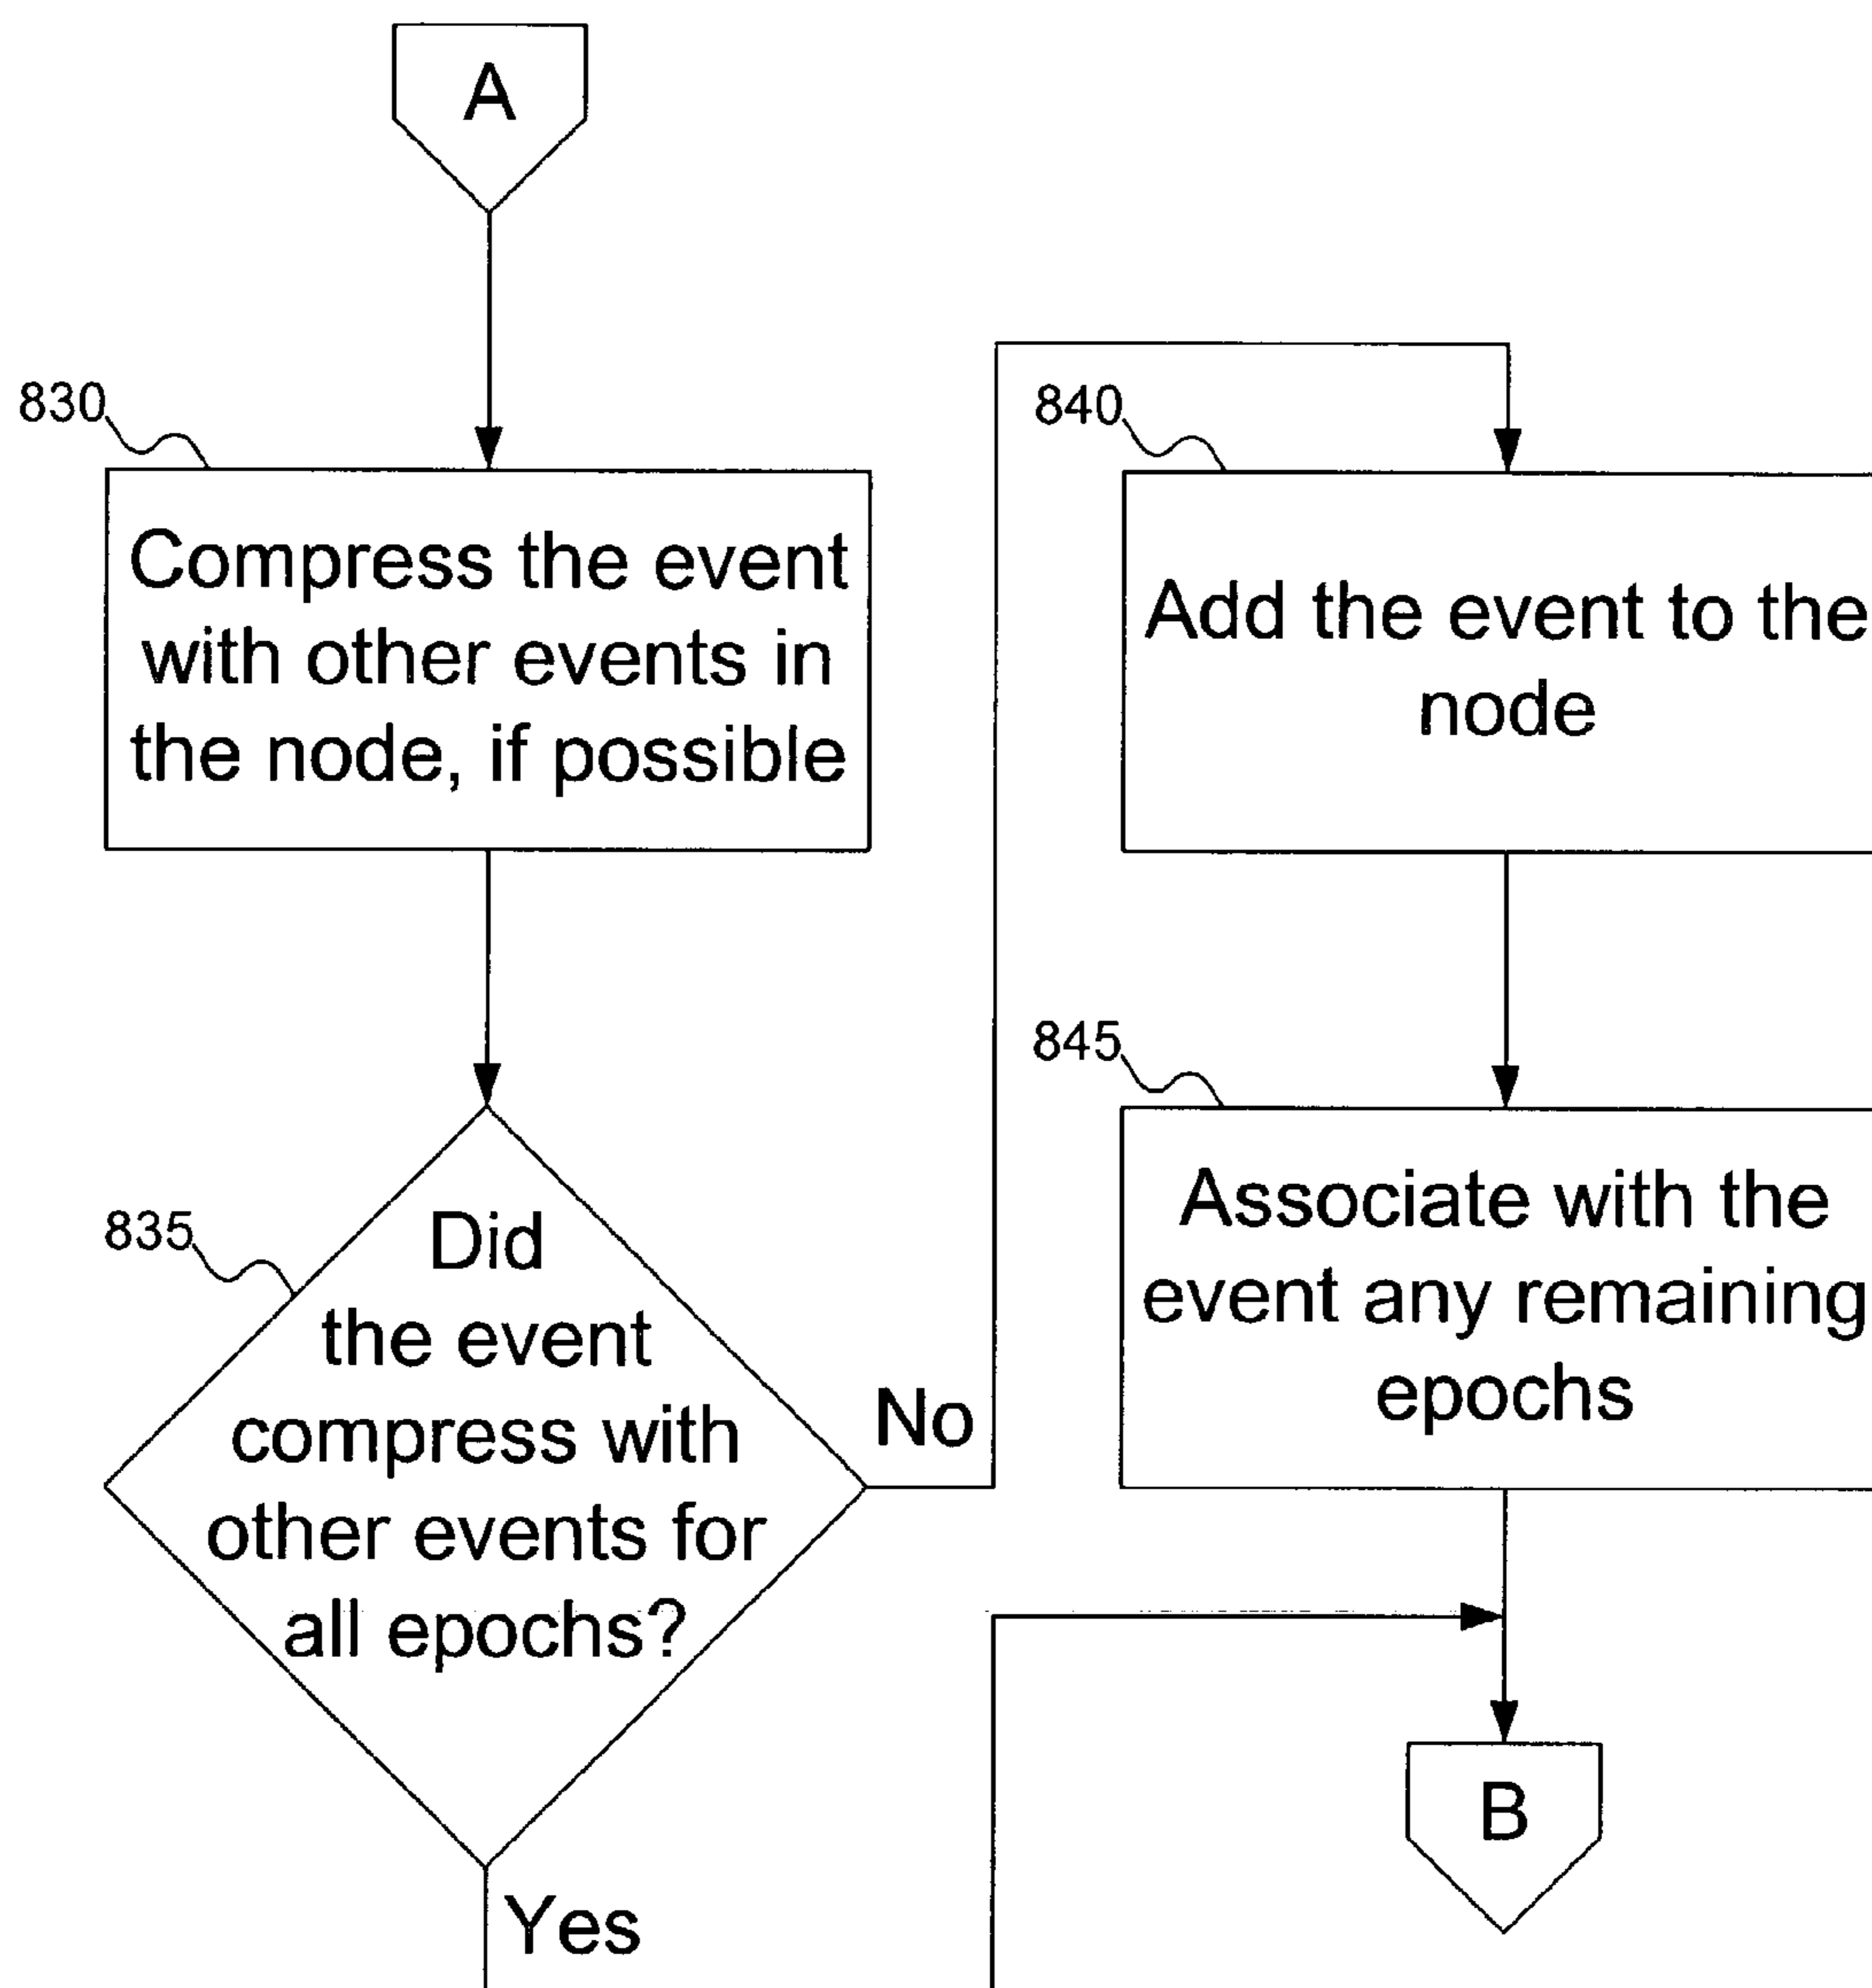 A
830
Compress the event
with other events in
the node, if possible
835
Did
the event
compress with
other events for
all epochs?
No
Yes
840
Add the event to the
node
845
Associate with the
event any remaining
epochs
B